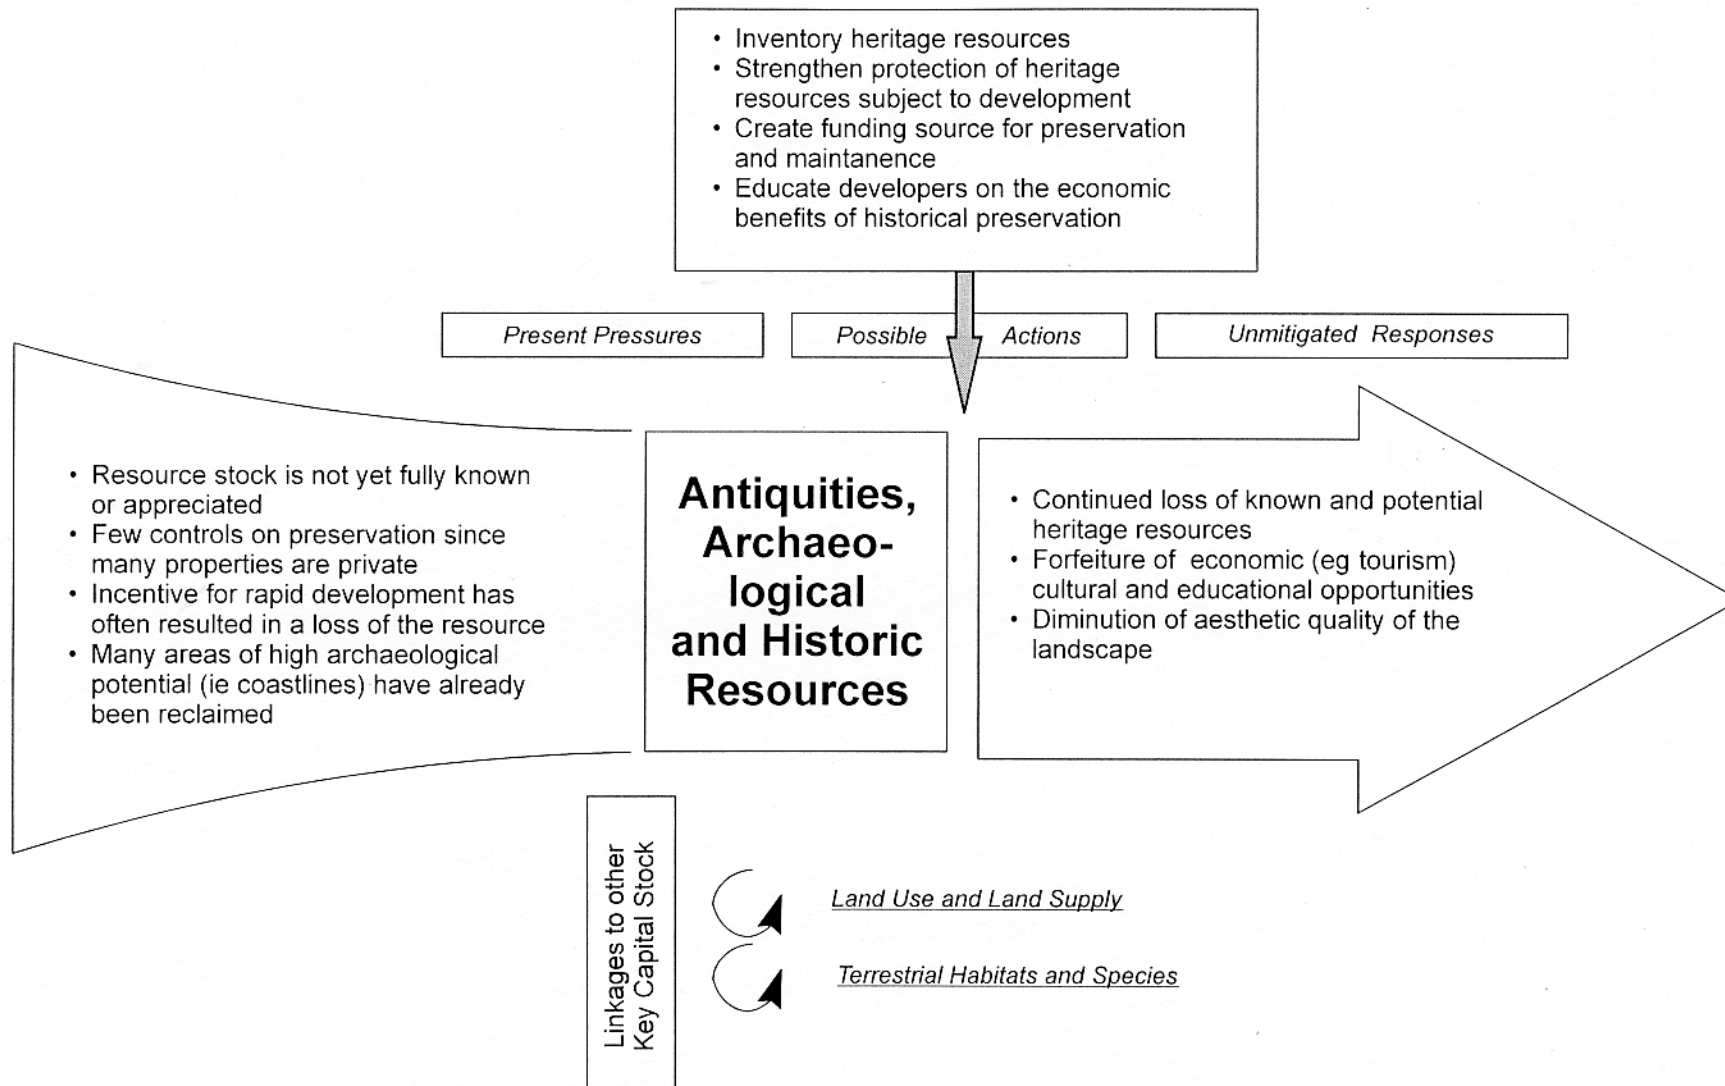 • Inventory heritage resources
• Strengthen protection of heritage
resources subject to development
• Create funding source for preservation
and maintanence
• Educate developers on the economic
benefits of historical preservation
Present Pressures
Possible Actions
Unmitigated Responses
• Resource stock is not yet fully known
or appreciated
• Few controls on preservation since
many properties are private
• Incentive for rapid development has
often resulted in a loss of the resource
• Many areas of high archaeological
potential (ie coastlines) have already
been reclaimed
Antiquities,
Archaeo-
logical
and Historic
Resources
• Continued loss of known and potential
heritage resources
• Forfeiture of economic (eg tourism)
cultural and educational opportunities
• Diminution of aesthetic quality of the
landscape
Linkages to other
Key Capital Stock
Land Use and Land Supply
Terrestrial Habitats and Species